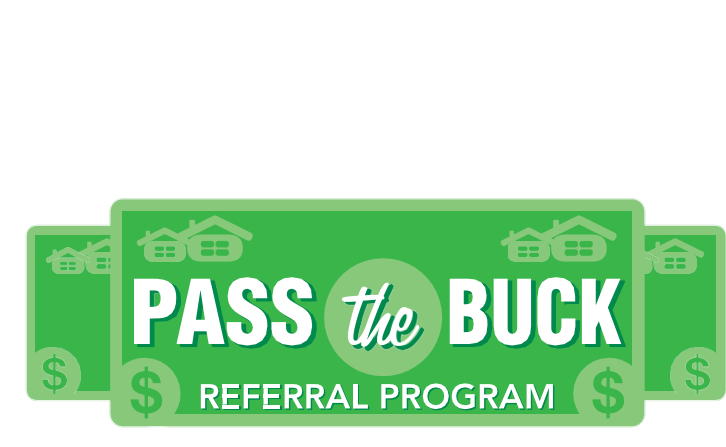 PASS the BUCK
$ REFERRAL PROGRAM $
$ $